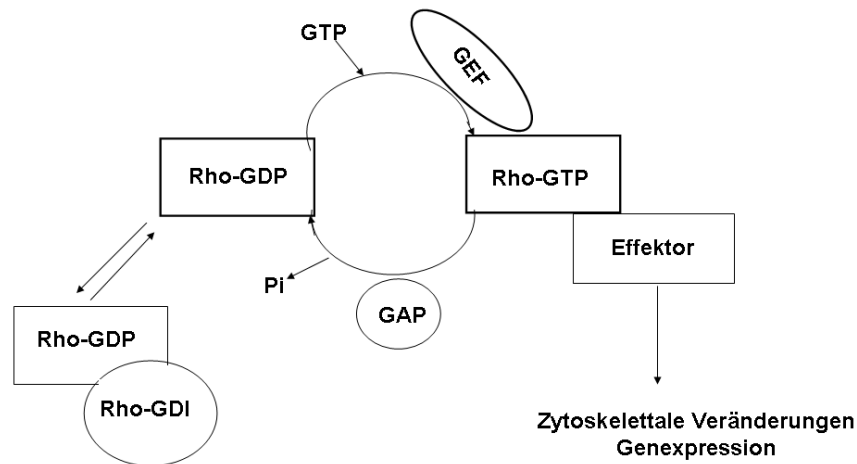 GTP
GEF
Rho-GDP
Rho-GTP
Effektor
Pi
GAP
Rho-GDP
Rho-GDI
Zytoskelettale Veränderungen
Genexpression